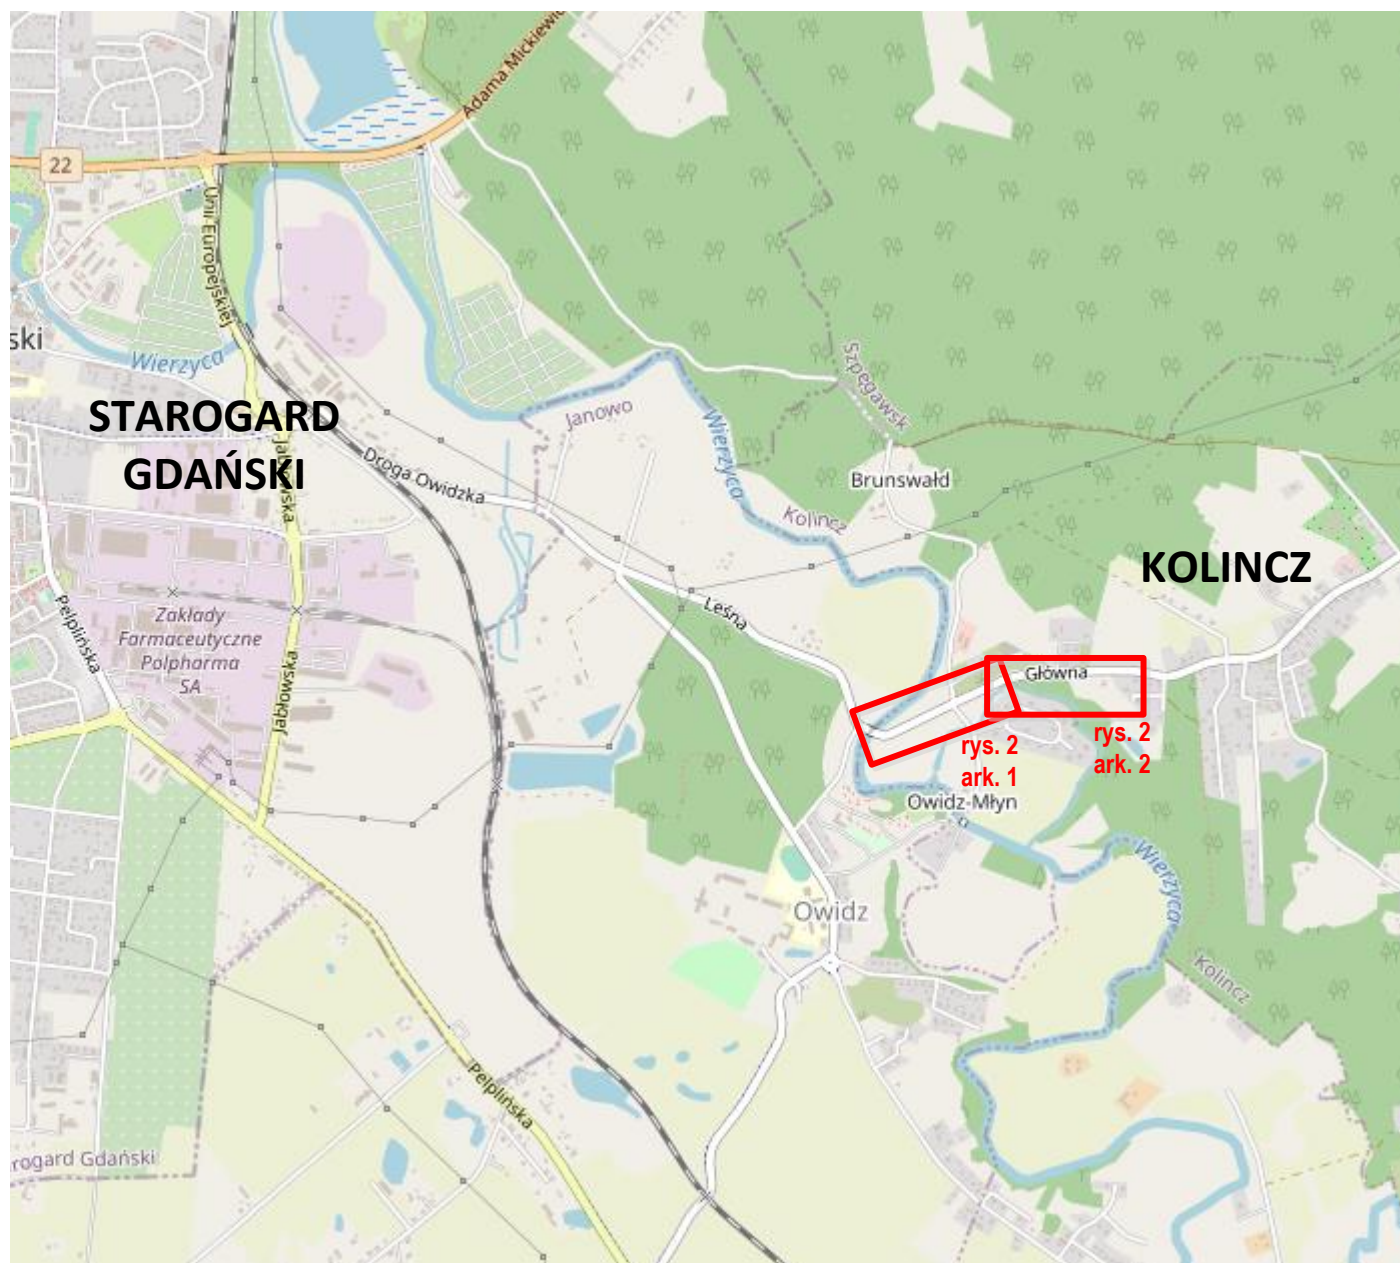 Adama Mickiewic
22
Unii Europejskiej
ski
Wierzyca
STAROGARD
GDAŃSKI
Jabłowska
Droga Owidzka
Janowo
Szpęgawsk
Wierzyca
Brunswałd
Kolincz
KOLINCZ
Pelplińska
Zakłady
Farmaceutyczne
Polpharma
SA
Leśna
Jabłowska
Główna
rys. 2
ark. 1
rys. 2
ark. 2
Owidz-Młyn
Wierzyca
Owidz
Kolincz
Pelplińska
rogard Gdański